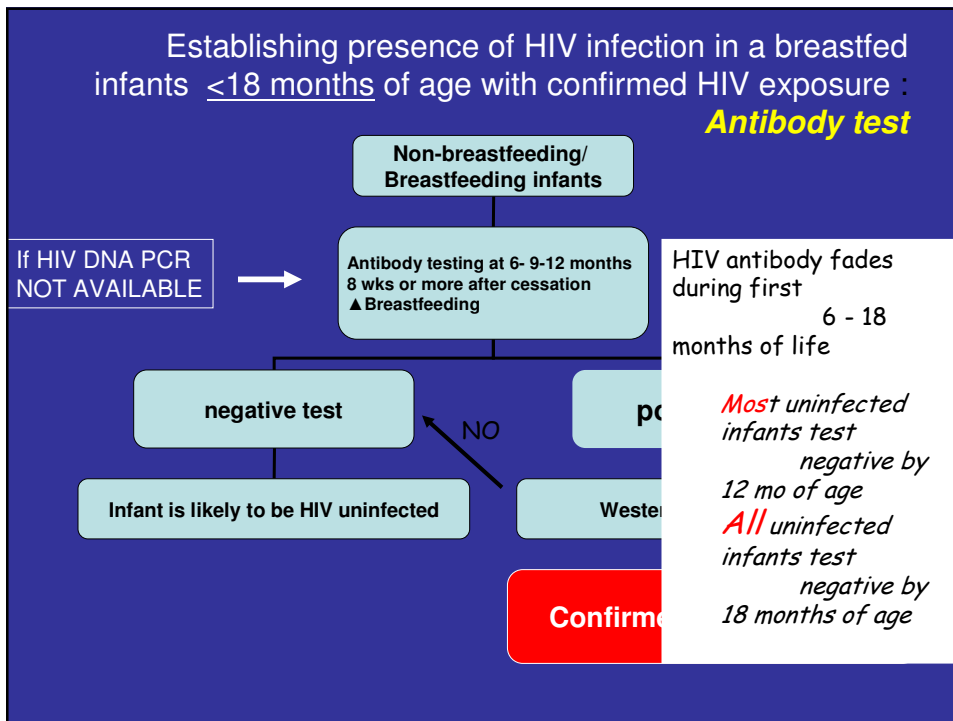 Establishing presence of HIV infection in a breastfed
infants <18 months of age with confirmed HIV exposure :
Antibody test
Non-breastfeeding/
Breastfeeding infants
If HIV DNA PCR
NOT AVAILABLE
Antibody testing at 6- 9-12 months
8 wks or more after cessation
▲Breastfeeding
HIV antibody fades
during first
6 - 18
months of life
Most uninfected
infants test
negative by
12 mo of age
All uninfected
infants test
negative by
18 months of age
negative test
NO
Infant is likely to be HIV uninfected